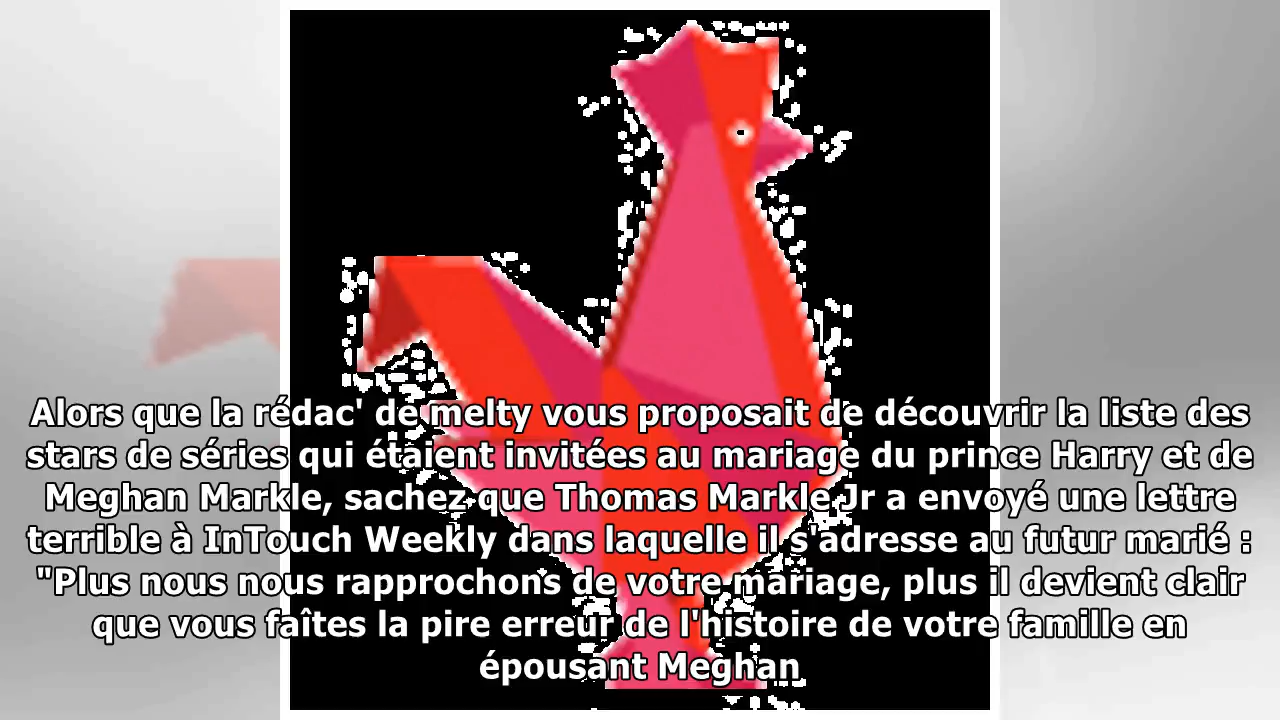 Alors que la rédac' de melty vous proposait de découvrir la liste des
stars de séries qui étaient invitées au mariage du prince Harry et de
Meghan Markle, sachez que Thomas Markle Jr a envoyé une lettre
terrible à InTouch Weekly dans laquelle il s'adresse au futur marié :
"Plus nous nous rapprochons de votre mariage, plus il devient clair
que vous faîtes la pire erreur de l'histoire de votre famille en
épousant Meghan